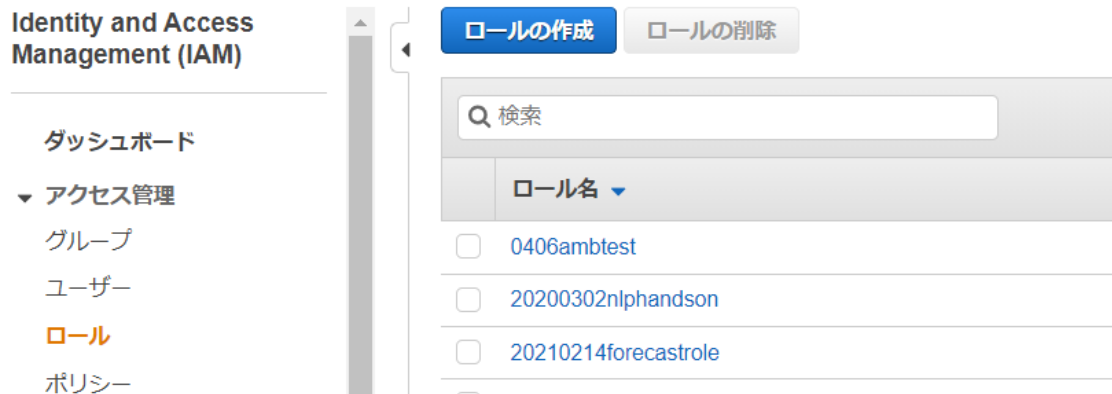 Identity and Access
Management (IAM)
ダッシュボード
アクセス管理
グループ
ユーザー
ロール
ポリシー
ロールの作成 ロールの削除
検索
ロール名
0406ambtest
20200302nlphandson
20210214forecastrole